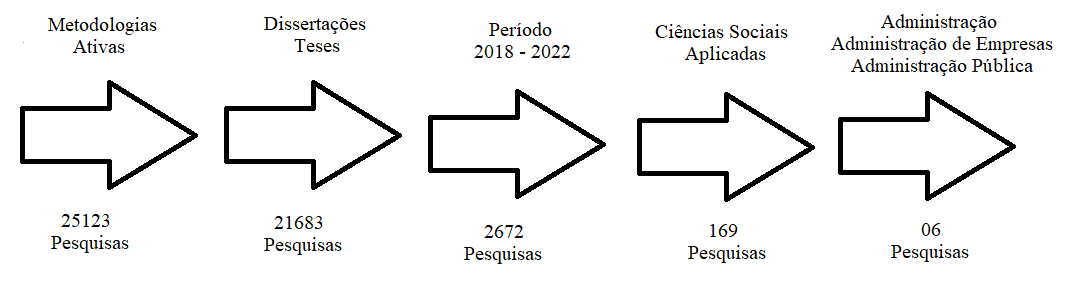 Metodologias
Ativas
Dissertações
Teses
Período
2018 - 2022
Ciências Sociais
Aplicadas
Administração
Administração de Empresas
Administração Pública
25123
Pesquisas
21683
Pesquisas
2672
Pesquisas
169
Pesquisas
06
Pesquisas